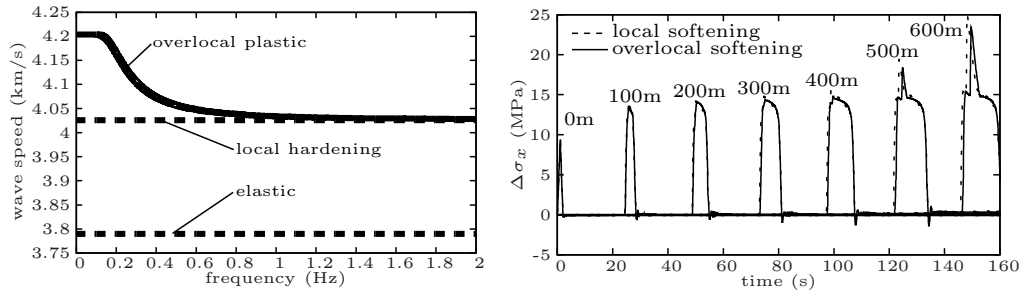 4.25
4.2
4.15
4.1
4.05
4
3.95
3.9
3.85
3.8
3.75
wave speed (km/s)
overlocal plastic
local hardening
elastic
0 0.2 0.4 0.6 0.8 1 1.2 1.4 1.6 1.8 2
frequency (Hz)
25
20
15
10
5
0
-5
Δσx (MPa)
local softening
overlocal softening
0m
100m
200m
300m
400m
500m
600m
0 20 40 60 80 100 120 140 160
time (s)